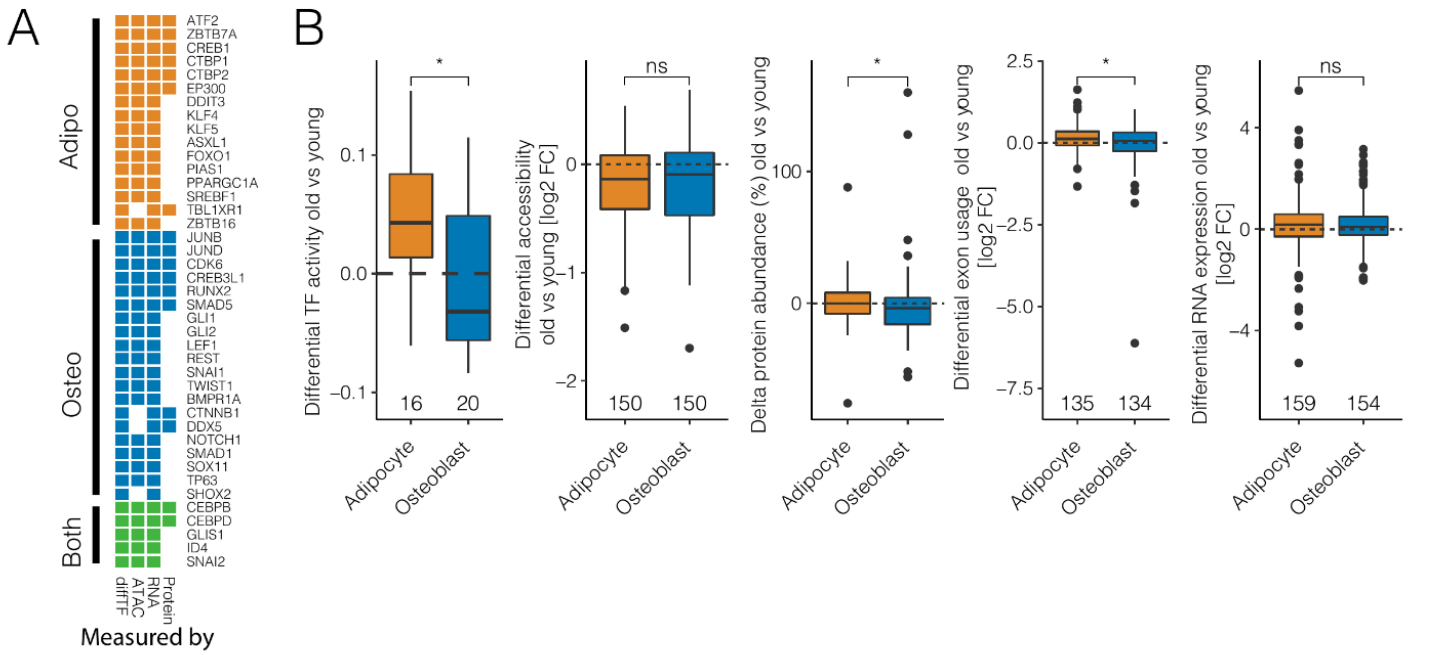 A
Adipo
Osteo
Both
ATF2
ZBTB7A
CREB1
CTBP1
CTBP2
EP300
DDIT3
KLF4
KLF5
ASXL1
FOXO1
PIAS1
PPARGC1A
SREBF1
TBL1XR1
ZBTB16
JUNB
JUND
CDK6
CREB3L1
RUNX2
SMAD5
GLI1
GLI2
LEF1
REST
SNAI1
TWIST1
BMPR1A
CTNNB1
DDX5
NOTCH1
SMAD1
SOX11
TP63
SHOX2
CEBPB
CEBPD
GLIS1
ID4
SNAI2
diffTF
ATAC
RNA
Protein
Measured by
B
Differential TF activity old vs young
0.1
0.0
−0.1
*
16 20
Adipocyte
Osteoblast
Differential accessibility
old vs young [log2 FC]
0
−1
−2
ns
150 150
Adipocyte
Osteoblast
Delta protein abundance (%) old vs young
100
0
*
Adipocyte
Osteoblast
Differential exon usage old vs young
[log2 FC]
2.5
0.0
−2.5
−5.0
−7.5
*
135 134
Adipocyte
Osteoblast
Differential RNA expression old vs young
[log2 FC]
4
0
−4
ns
159 154
Adipocyte
Osteoblast